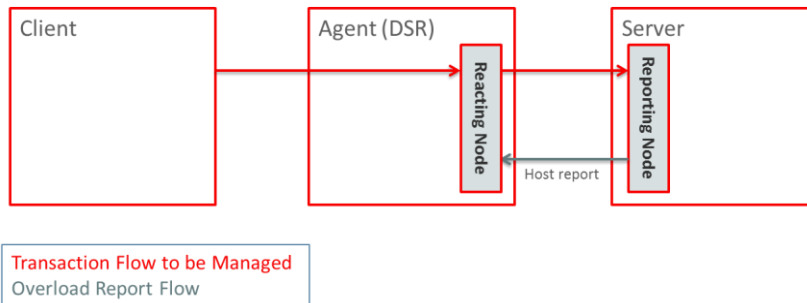 Client
Agent (DSR)
Server
Reacting Node
Reporting Node
Host report
Transaction Flow to be Managed
Overload Report Flow